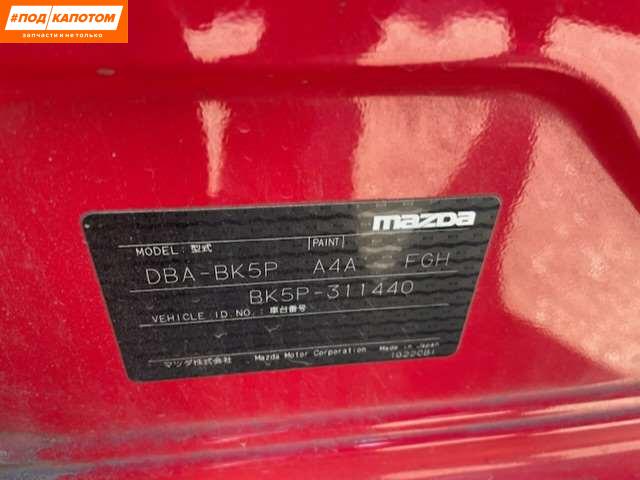 #ПОД КАПОТОМ
запчасти и не только
mazda
MODEL: 型式 PAINT
DBA-BK5P A4A FGH
BK5P-311440
VEHICLE ID NO.: 車台番号
マツダ株式会社 Mazda Motor Corporation Made in Japan
1022CB1